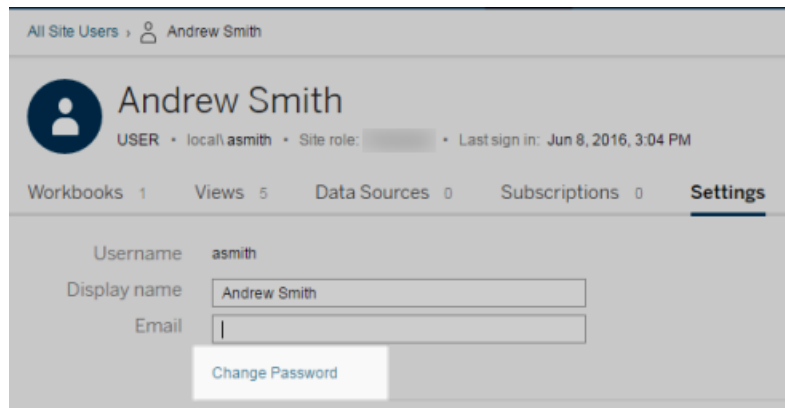 All Site Users › Andrew Smith
Andrew Smith
USER • local\asmith • Site role: • Last sign in: Jun 8, 2016, 3:04 PM
Workbooks 1 Views 5 Data Sources 0 Subscriptions 0 Settings
Username asmith
Display name Andrew Smith
Email
Change Password